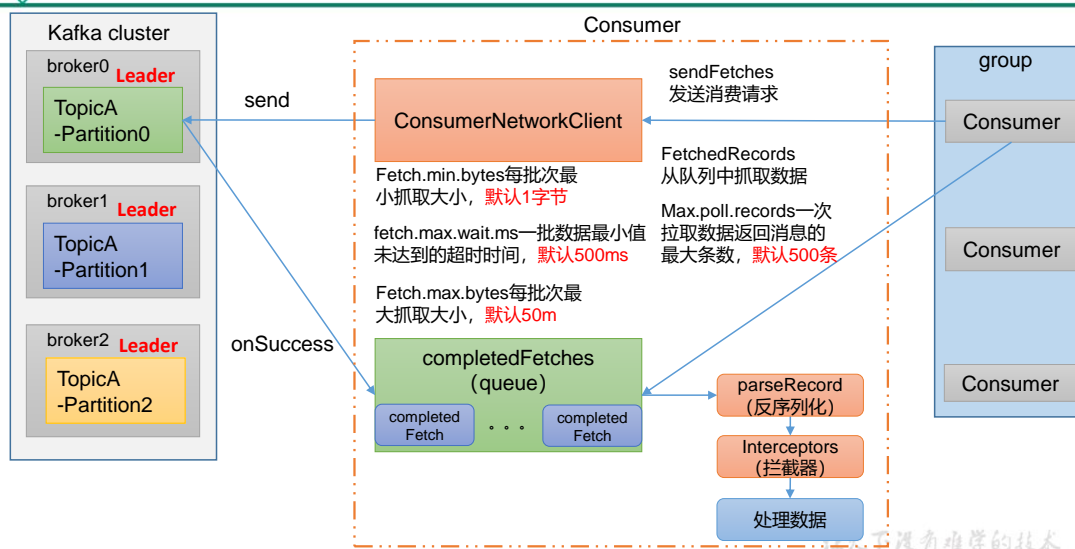 Consumer
Kafka cluster
broker0
Leader
TopicA
-Partition0
broker1
Leader
TopicA
-Partition1
broker2
Leader
TopicA
-Partition2
send
onSuccess
ConsumerNetworkClient
Fetch.min.bytes每批次最
小抓取大小，默认1字节
fetch.max.wait.ms一批数据最小值
未达到的超时时间，默认500ms
Fetch.max.bytes每批次最
大抓取大小，默认50m
completedFetches
(queue)
completed
Fetch
。。。
completed
Fetch
sendFetches
发送消费请求
FetchedRecords
从队列中抓取数据
Max.poll.records一次
拉取数据返回消息的
最大条数，默认500条
parseRecord
(反序列化)
Interceptors
(拦截器)
处理数据
group
Consumer
Consumer
Consumer
下没有难学的技术